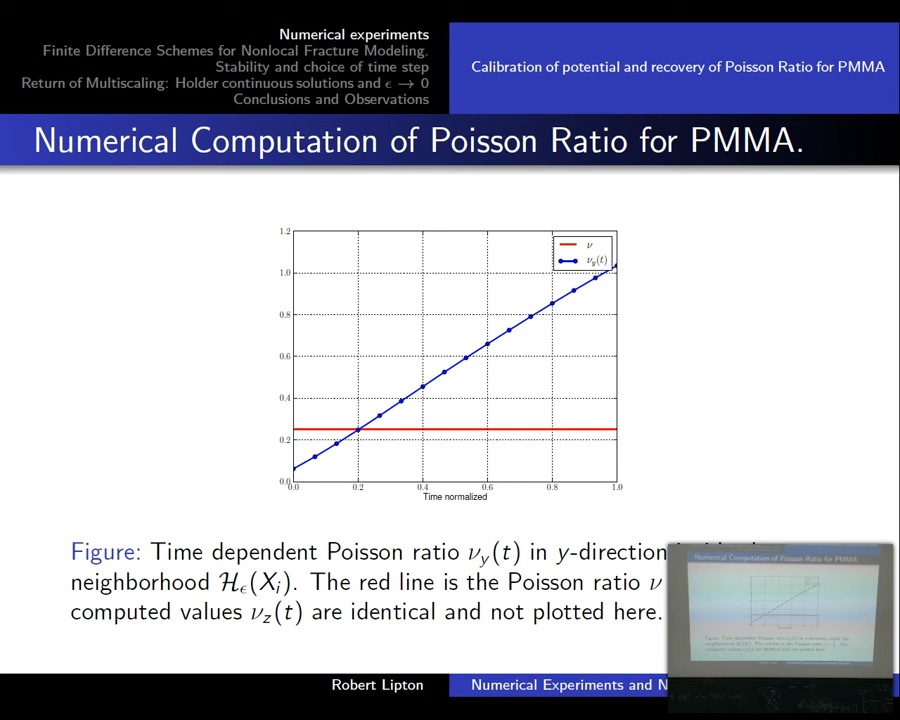 Numerical experiments
Finite Difference Schemes for Nonlocal Fracture Modeling.
Stability and choice of time step
Return of Multiscaling: Holder continuous solutions and ϵ → 0
Conclusions and Observations
Calibration of potential and recovery of Poisson Ratio for PMMA
Numerical Computation of Poisson Ratio for PMMA.
1.2
1.0
0.8
0.6
0.4
0.2
0.0
ν
ν_y(t)
0.0 0.2 0.4 0.6 0.8 1.0
Time normalized
Figure: Time dependent Poisson ratio ν_y(t) in y-direction
neighborhood H_ϵ(X_i). The red line is the Poisson ratio ν
computed values ν_z(t) are identical and not plotted here.
Numerical Computation of Poisson Ratio for PMMA.
Robert Lipton
Numerical Experiments and N